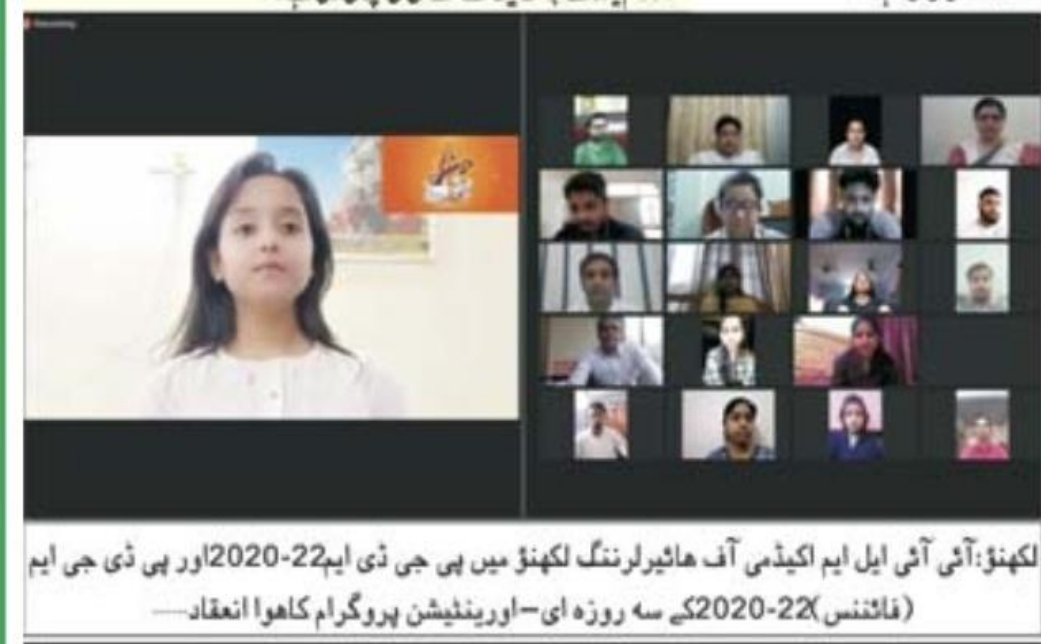 لکھنؤ:آئی آئی ایل ایم اکیڈمی آف ھائیرلرننگ لکھنؤ میں پی جی ڈی ایم22-2020اور پی ڈی جی ایم
(فائننس)22-2020کے سہ روزہ ای–اورینٹیشن پروگرام کاھوا انعقاد.....